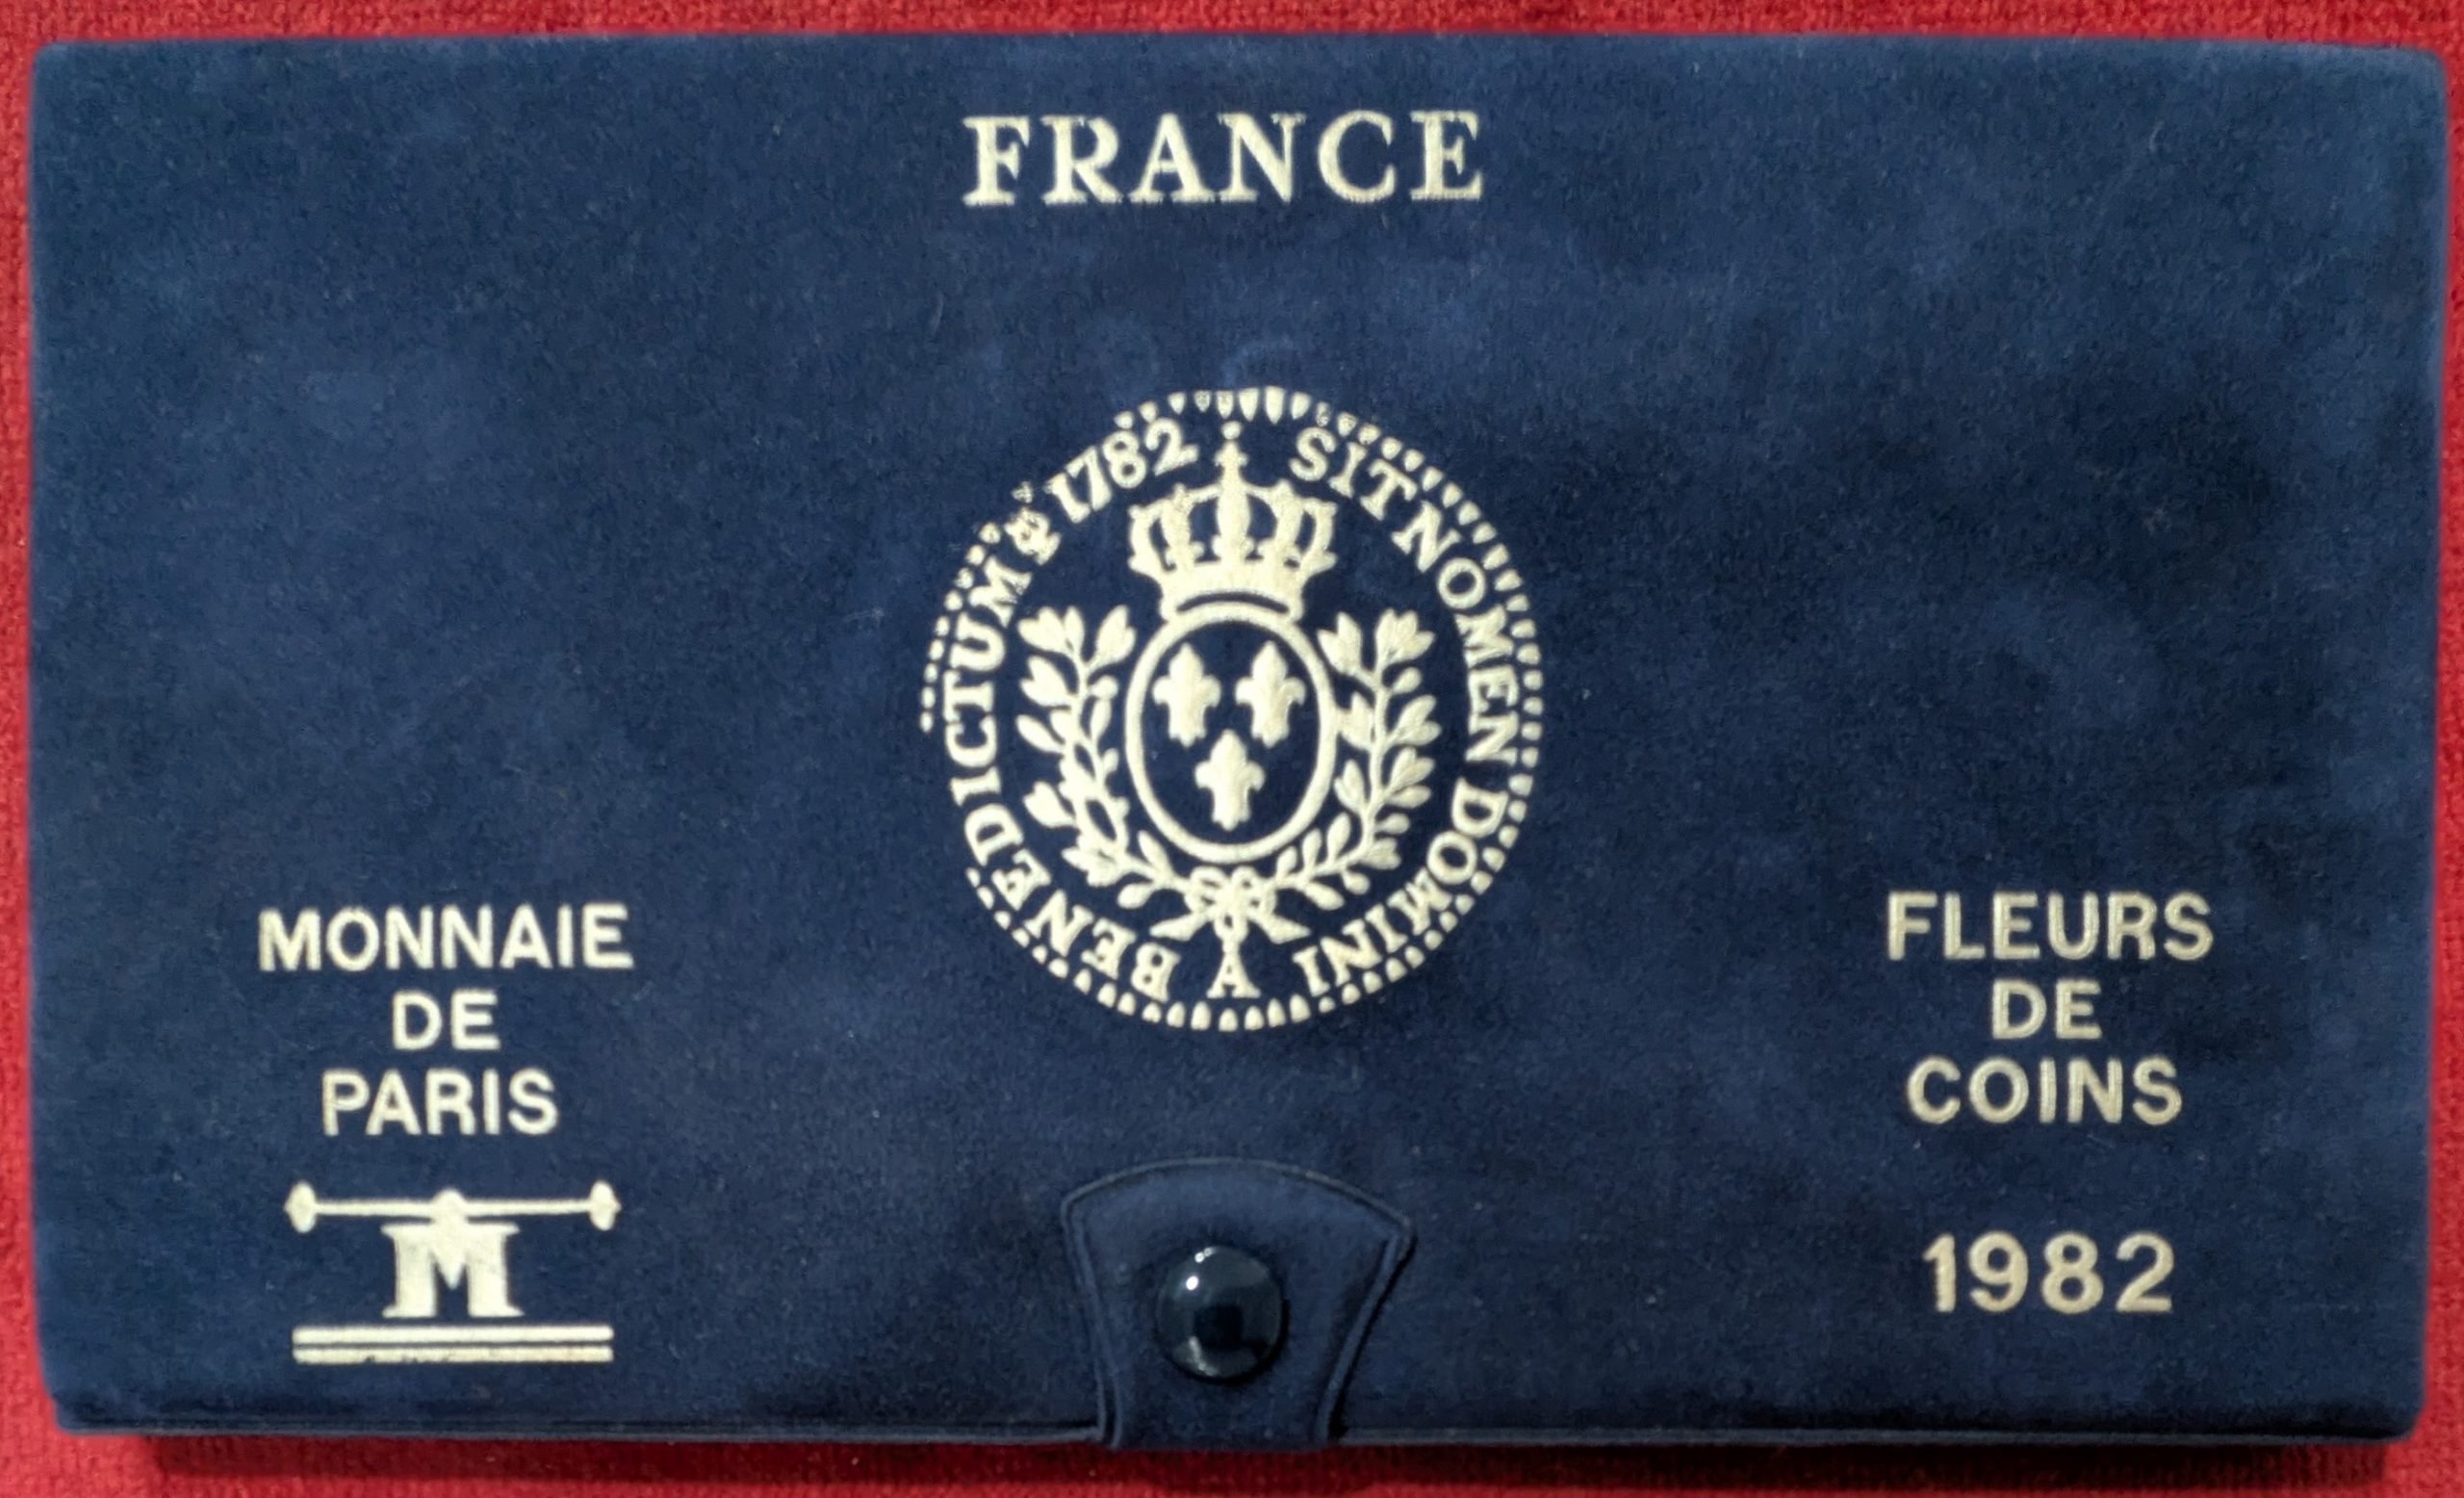 FRANCE
SIT NOMEN DOMINI A BENEDICTUM 1782
MONNAIE
DE
PARIS
M
FLEURS
DE
COINS
1982